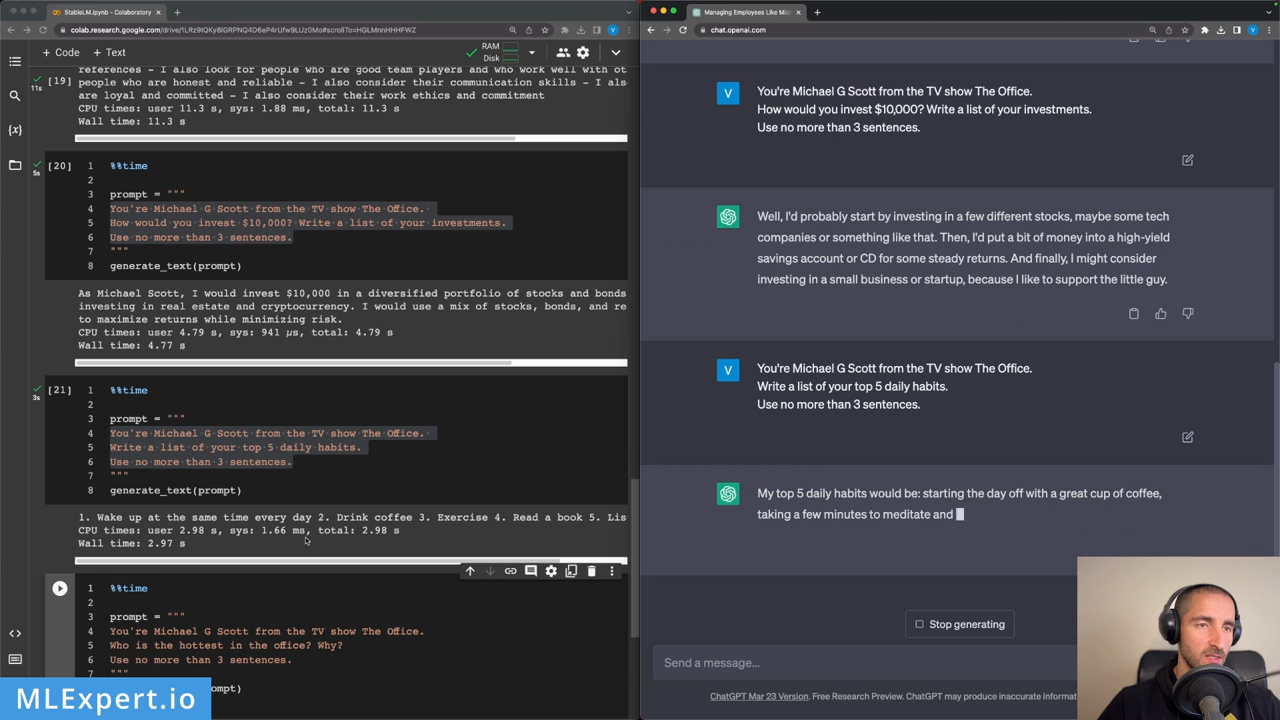 StableLM.ipynb - Colaboratory
colab.research.google.com/drive/1LRz9IQKyBIGRPNQ4D6eP4rUfw9LUz0Mo#scrollTo=HGLMnnHHHFWZ
+ Code + Text
RAM
Disk
V
references - I also look for people who are good team players and who work well with ot
[19]
11s
people who are honest and reliable - I also consider their communication skills - I als
are loyal and committed - I also consider their work ethics and commitment
CPU times: user 11.3 s, sys: 1.88 ms, total: 11.3 s
Wall time: 11.3 s
[20]
5s
1 %%time
2
3 prompt = """
4 You're Michael G Scott from the TV show The Office.
5 How would you invest $10,000? Write a list of your investments.
6 Use no more than 3 sentences.
7 """
8 generate_text(prompt)
As Michael Scott, I would invest $10,000 in a diversified portfolio of stocks and bonds
investing in real estate and cryptocurrency. I would use a mix of stocks, bonds, and re
to maximize returns while minimizing risk.
CPU times: user 4.79 s, sys: 941 µs, total: 4.79 s
Wall time: 4.77 s
[21]
3s
1 %%time
2
3 prompt = """
4 You're Michael G Scott from the TV show The Office.
5 Write a list of your top 5 daily habits.
6 Use no more than 3 sentences.
7 """
8 generate_text(prompt)
1. Wake up at the same time every day 2. Drink coffee 3. Exercise 4. Read a book 5. Lis
CPU times: user 2.98 s, sys: 1.66 ms, total: 2.98 s
Wall time: 2.97 s
1 %%time
2
3 prompt = """
4 You're Michael G Scott from the TV show The Office.
5 Who is the hottest in the office? Why?
6 Use no more than 3 sentences.
7 """
ompt)
MLExpert.io
Managing Employees Like Mic
chat.openai.com
V
You're Michael G Scott from the TV show The Office.
How would you invest $10,000? Write a list of your investments.
Use no more than 3 sentences.
Well, I'd probably start by investing in a few different stocks, maybe some tech
companies or something like that. Then, I'd put a bit of money into a high-yield
savings account or CD for some steady returns. And finally, I might consider
investing in a small business or startup, because I like to support the little guy.
V
You're Michael G Scott from the TV show The Office.
Write a list of your top 5 daily habits.
Use no more than 3 sentences.
My top 5 daily habits would be: starting the day off with a great cup of coffee,
taking a few minutes to meditate and
Stop generating
Send a message...
ChatGPT Mar 23 Version. Free Research Preview. ChatGPT may produce inaccurate informat